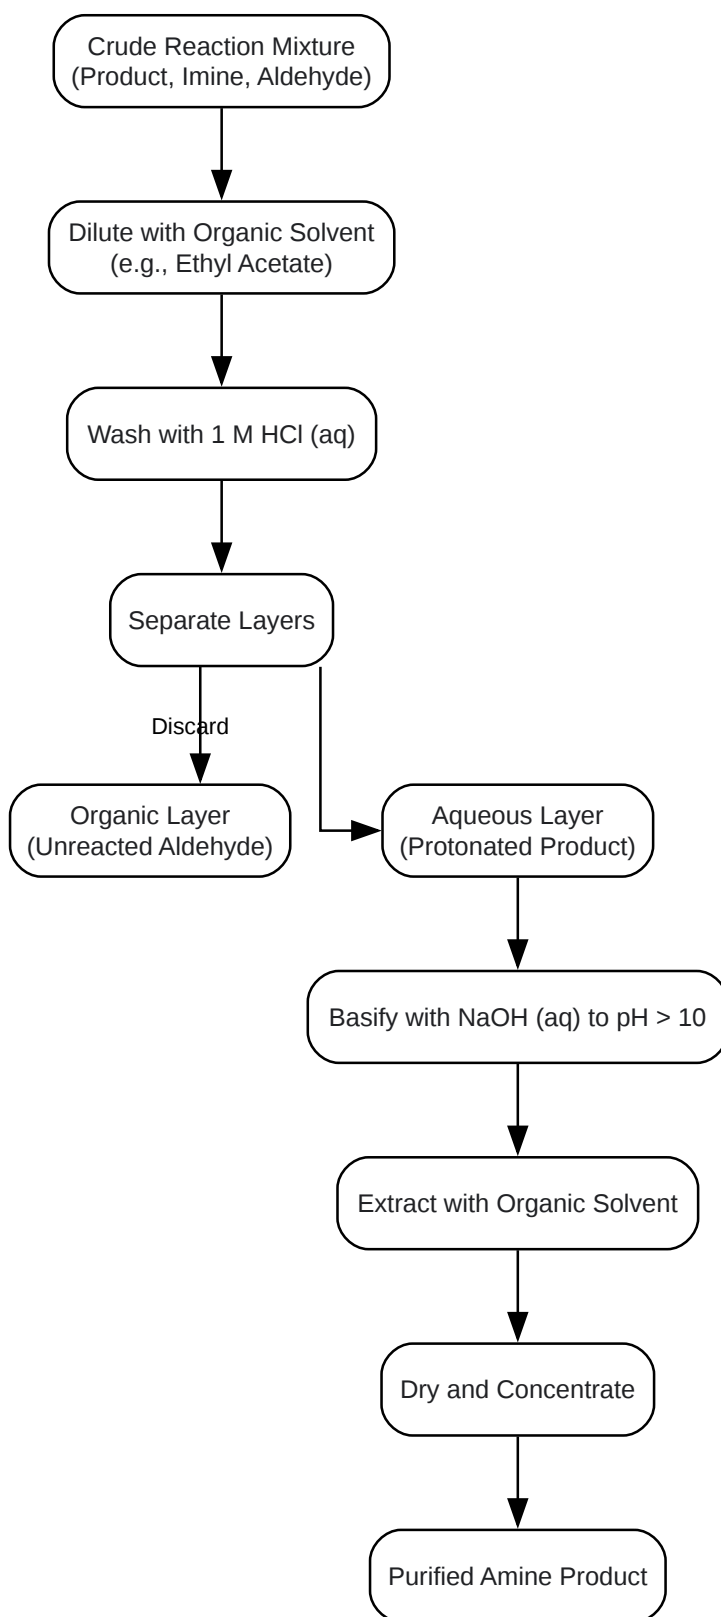 Crude Reaction Mixture
(Product, Imine, Aldehyde)
Dilute with Organic Solvent
(e.g., Ethyl Acetate)
Wash with 1 M HCl (aq)
Separate Layers
Discard
Organic Layer
(Unreacted Aldehyde)
Aqueous Layer
(Protonated Product)
Basify with NaOH (aq) to pH > 10
Extract with Organic Solvent
Dry and Concentrate
Purified Amine Product